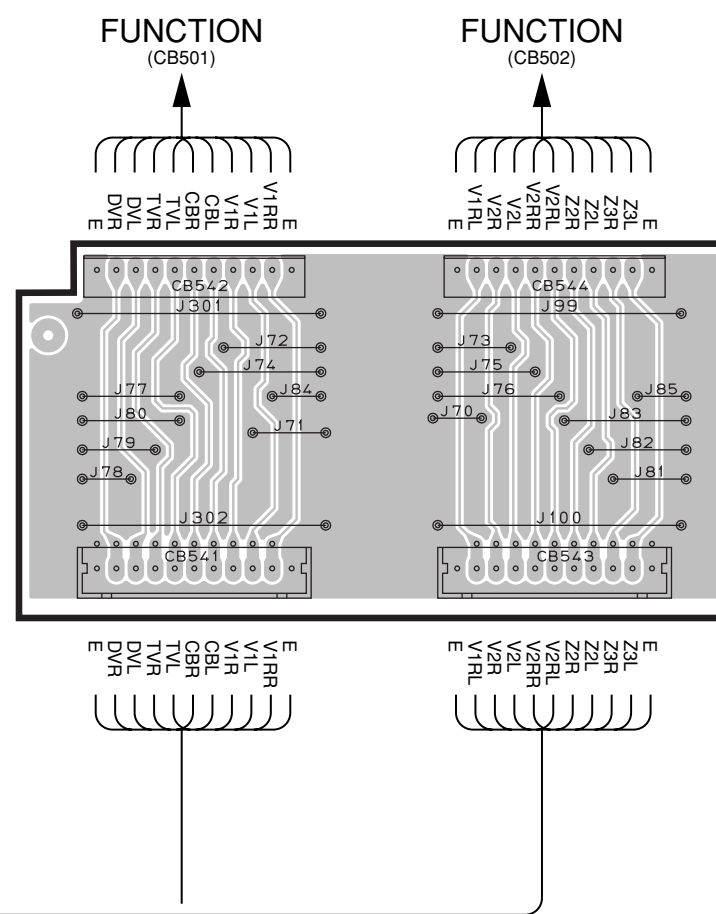 FUNCTION
(CB501)
FUNCTION
(CB502)
E DVR DVL TVR TVL CBR CBL V1R V1L V1RR E
E V1RL V2R V2L V2RR V2RL Z2R Z2L Z3R Z3L E
CB542
CB544
J301
J99
J72
J73
J74
J75
J77
J84
J76
J85
J80
J71
J70
J83
J79
J82
J78
J81
J302
J100
CB541
CB543
E DVR DVL TVR TVL CBR CBL V1R V1L V1RR E
E V1RL V2R V2L V2RR V2RL Z2R Z2L Z3R Z3L E